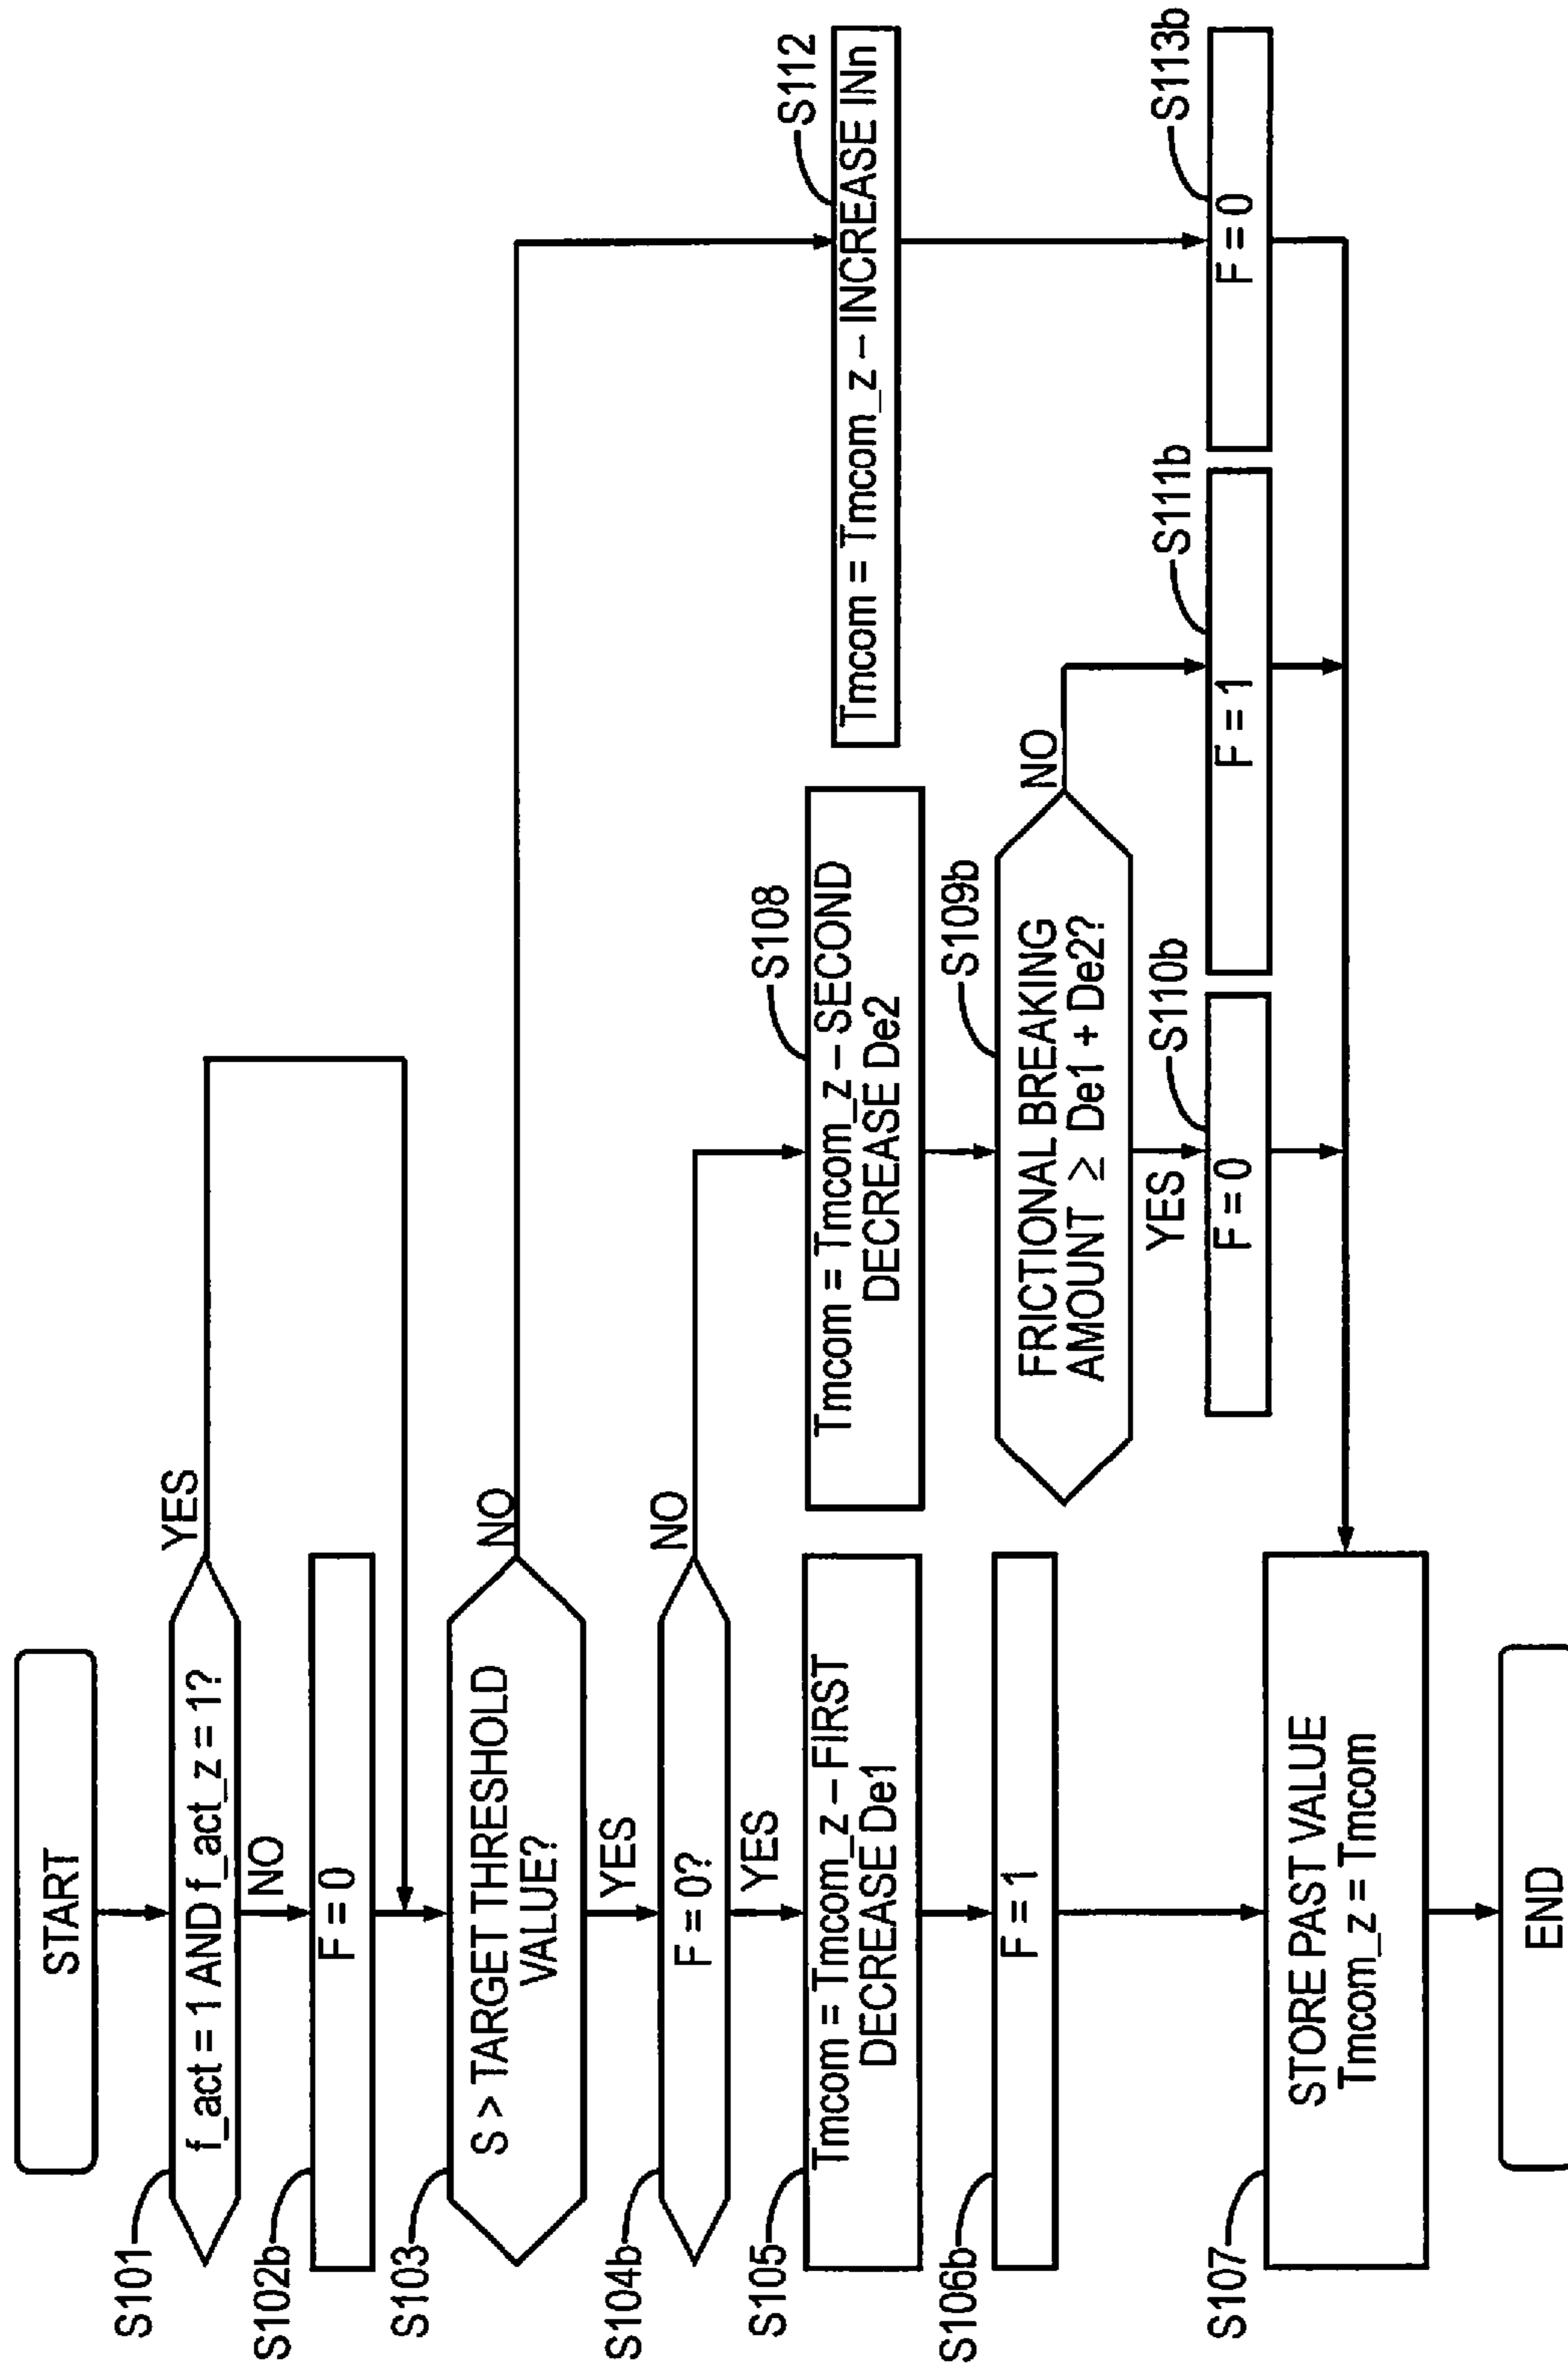 START
S101
f_act = 1 AND f_act_z = 1?
YES
NO
S102b
F = 0
S103
S > TARGET THRESHOLD
VALUE?
NO
YES
S104b
F = 0?
NO
YES
S105
Tmcom = Tmcom_z – FIRST
DECREASE De1
S106b
F = 1
S108
Tmcom = Tmcom_z – SECOND
DECREASE De2
S109b
FRICTIONAL BREAKING
AMOUNT ≥ De1 + De2?
NO
YES
S110b
F = 0
S111b
F = 1
S112
Tmcom = Tmcom_z – INCREASE INn
S113b
F = 0
S107
STORE PAST VALUE
Tmcom_z = Tmcom
END